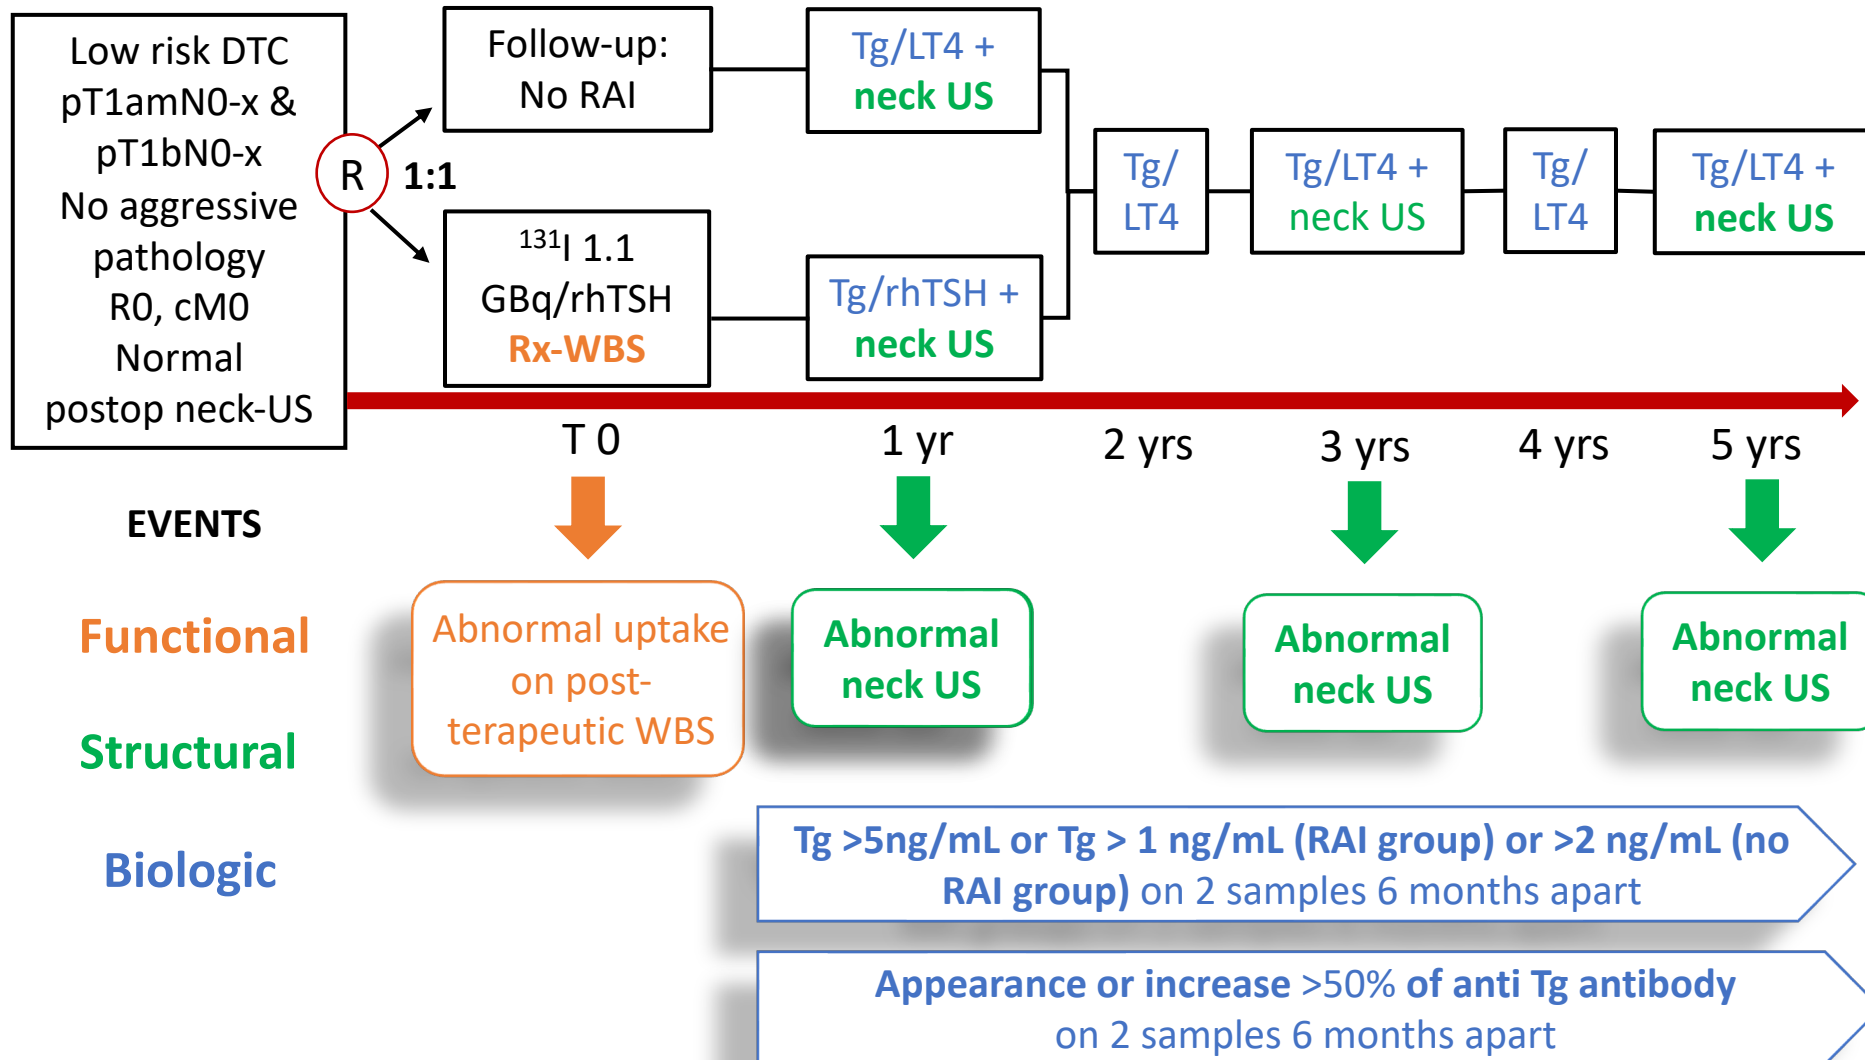 Low risk DTC
pT1amN0-x &
pT1bN0-x
No aggressive
pathology
R0, cM0
Normal
postop neck-US
R
1:1
Follow-up:
No RAI
131I 1.1
GBq/rhTSH
Rx-WBS
Tg/LT4 +
neck US
Tg/rhTSH +
neck US
Tg/
LT4
Tg/LT4 +
neck US
Tg/
LT4
Tg/LT4 +
neck US
T 0
1 yr
2 yrs
3 yrs
4 yrs
5 yrs
EVENTS
Functional
Structural
Biologic
Abnormal uptake
on post-
terapeutic WBS
Abnormal
neck US
Abnormal
neck US
Abnormal
neck US
Tg >5ng/mL or Tg > 1 ng/mL (RAI group) or >2 ng/mL (no
RAI group) on 2 samples 6 months apart
Appearance or increase >50% of anti Tg antibody
on 2 samples 6 months apart